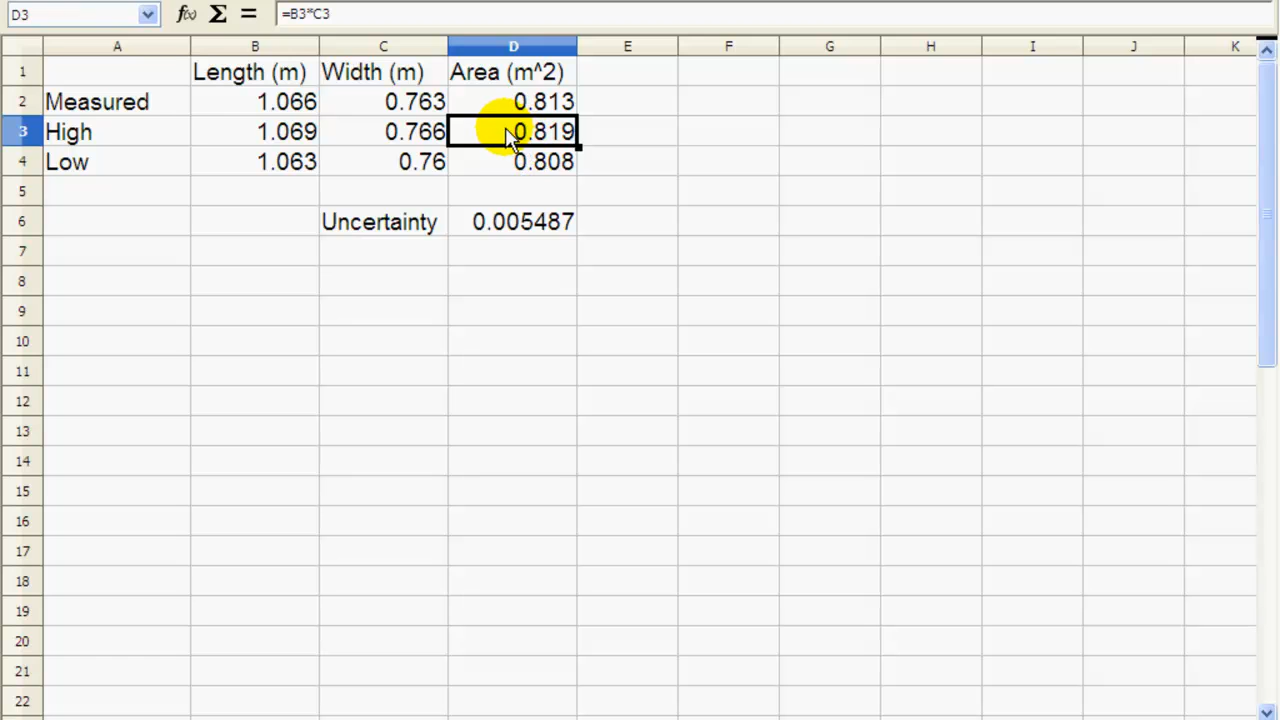 D3 =B3*C3
A B C D E F G H I J K
1 Length (m) Width (m) Area (m^2)
2 Measured 1.066 0.763 0.813
3 High 1.069 0.766 0.819
4 Low 1.063 0.76 0.808
5
6 Uncertainty 0.005487
7
8
9
10
11
12
13
14
15
16
17
18
19
20
21
22